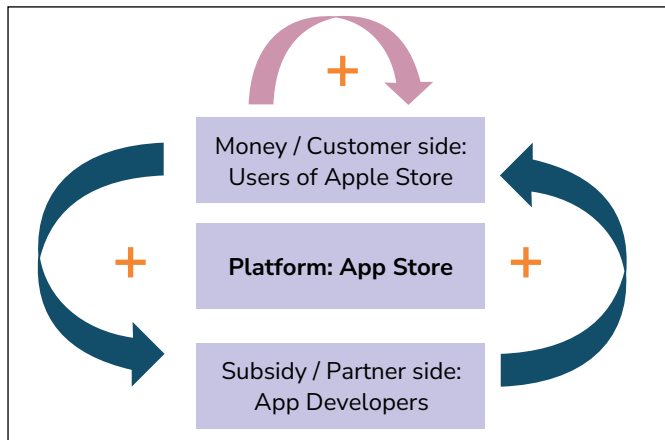 +
Money / Customer side:
Users of Apple Store
+
Platform: App Store
+
Subsidy / Partner side:
App Developers